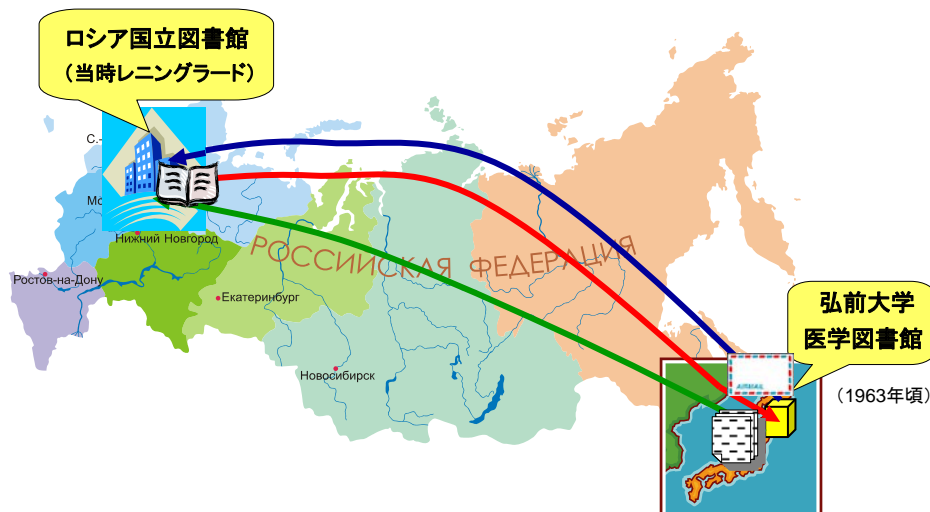 ロシア国立図書館
（当時レニングラード）
С.-
Мо
Нижний Новгород
РОССИЙСКАЯ ФЕДЕРАЦИЯ
Ростов-на-Дону
Екатеринбург
Новосибирск
弘前大学
医学図書館
AIRMAIL
（1963年頃）